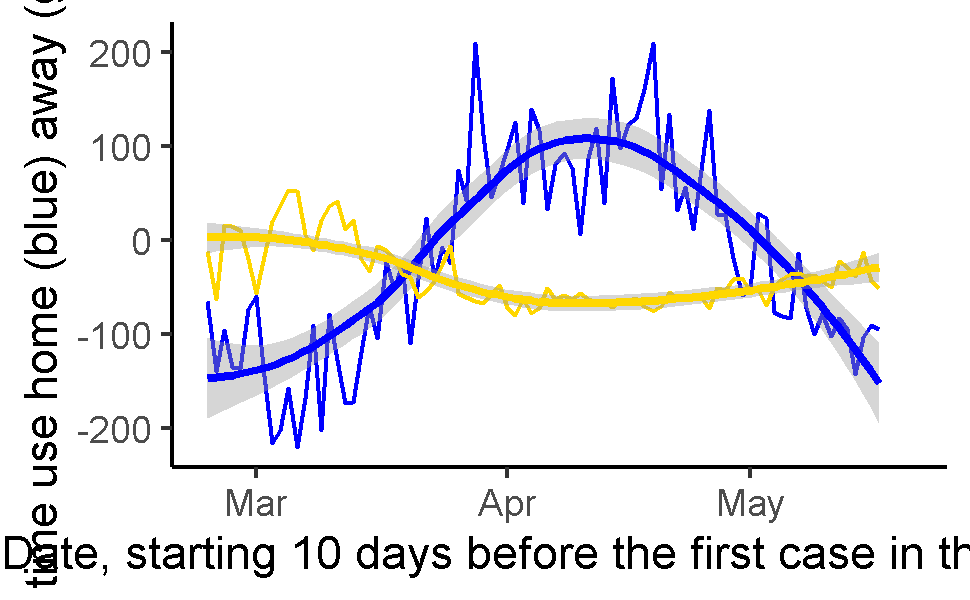 time use home (blue) away (
200
100
0
-100
-200
Mar Apr May
Date, starting 10 days before the first case in th